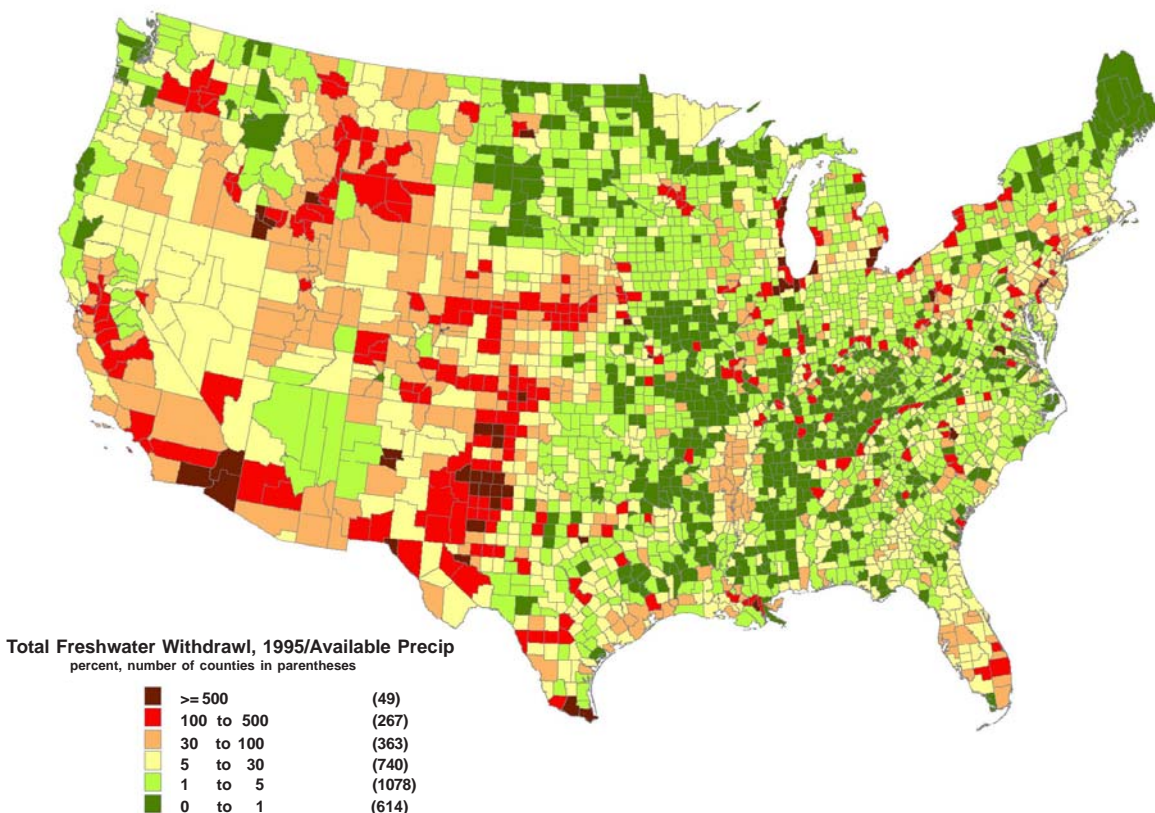 Total Freshwater Withdrawl, 1995/Available Precip
percent, number of counties in parentheses
>= 500 (49)
100 to 500 (267)
30 to 100 (363)
5 to 30 (740)
1 to 5 (1078)
0 to 1 (614)